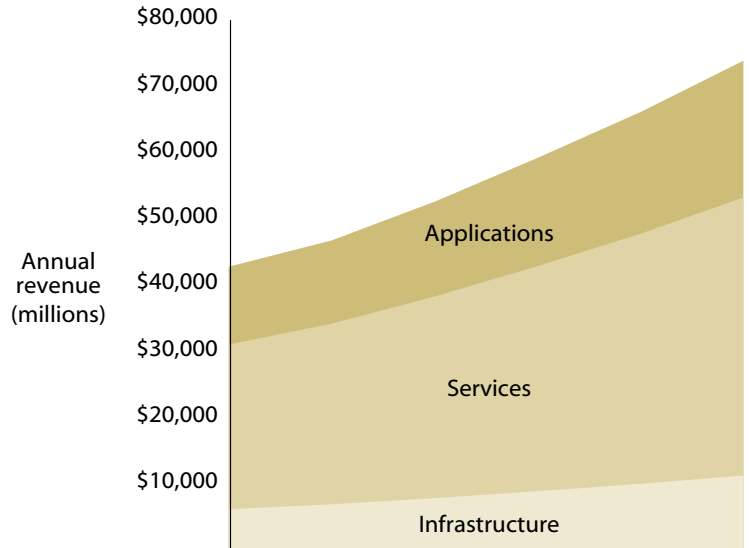 $80,000
$70,000
$60,000
$50,000
$40,000
$30,000
$20,000
$10,000
Annual
revenue
(millions)
Applications
Services
Infrastructure